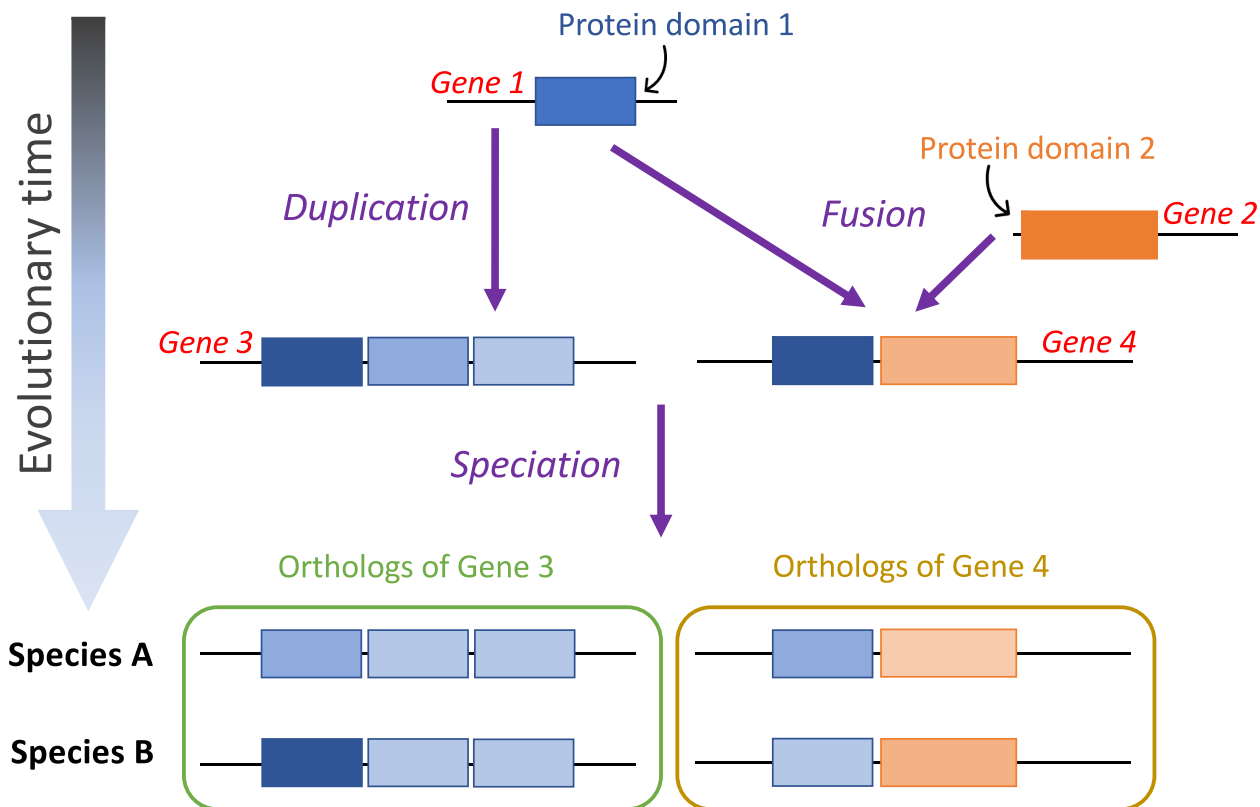 Evolutionary time
Protein domain 1
Gene 1
Protein domain 2
Duplication
Fusion
Gene 2
Gene 3
Gene 4
Speciation
Orthologs of Gene 3
Orthologs of Gene 4
Species A
Species B